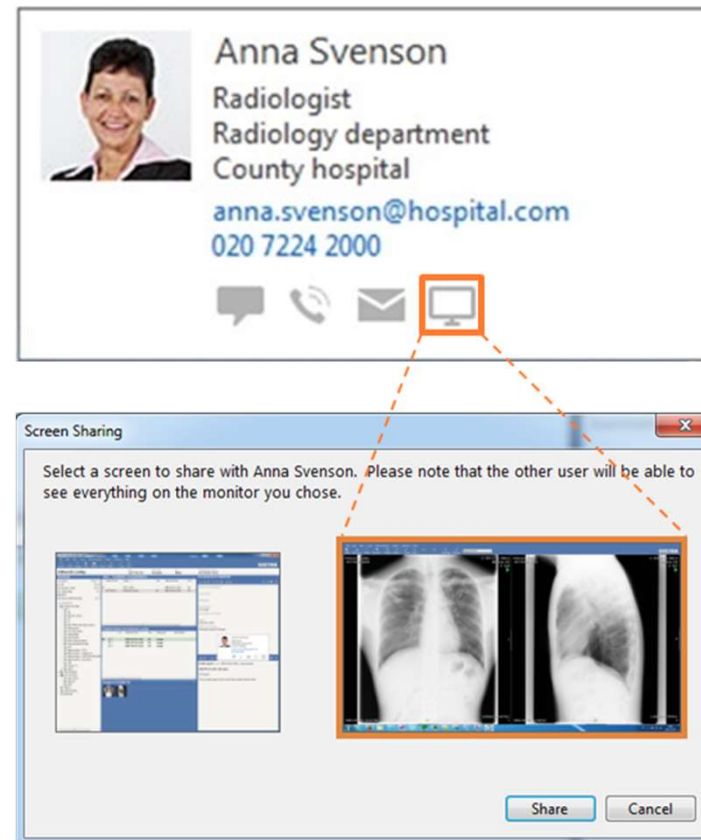 Anna Svenson
Radiologist
Radiology department
County hospital
anna.svenson@hospital.com
020 7224 2000
Screen Sharing
Select a screen to share with Anna Svenson. Please note that the other user will be able to
see everything on the monitor you chose.
Share
Cancel